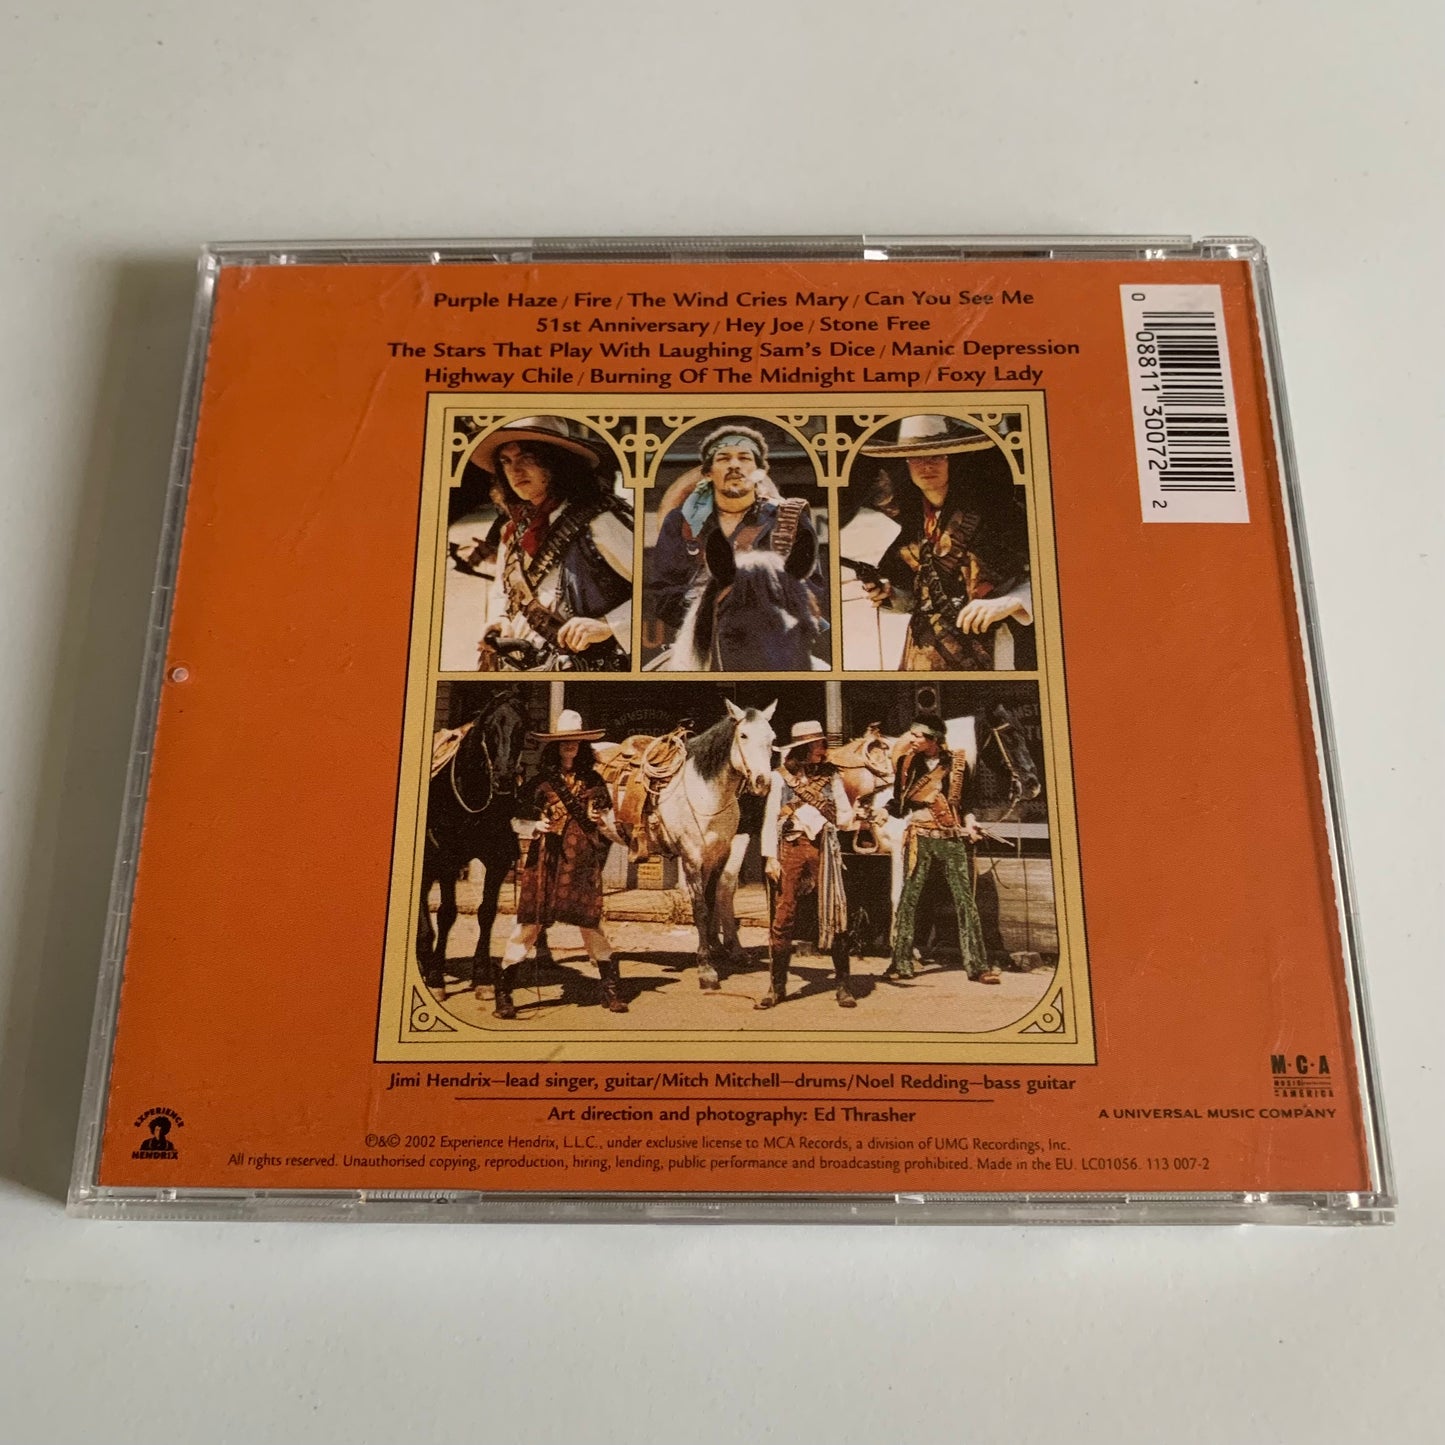 Purple Haze / Fire / The Wind Cries Mary / Can You See Me
51st Anniversary / Hey Joe / Stone Free
The Stars That Play With Laughing Sam's Dice / Manic Depression
Highway Chile / Burning Of The Midnight Lamp / Foxy Lady
0 08811 30072 2
ARMSTRO
Jimi Hendrix—lead singer, guitar/Mitch Mitchell—drums/Noel Redding—bass guitar
Art direction and photography: Ed Thrasher
EXPERIENCE
HENDRIX
M·C·A
MUSIC
AMERICA
A UNIVERSAL MUSIC COMPANY
℗&© 2002 Experience Hendrix, L.L.C., under exclusive license to MCA Records, a division of UMG Recordings, Inc.
All rights reserved. Unauthorised copying, reproduction, hiring, lending, public performance and broadcasting prohibited. Made in the EU. LC01056. 113 007-2